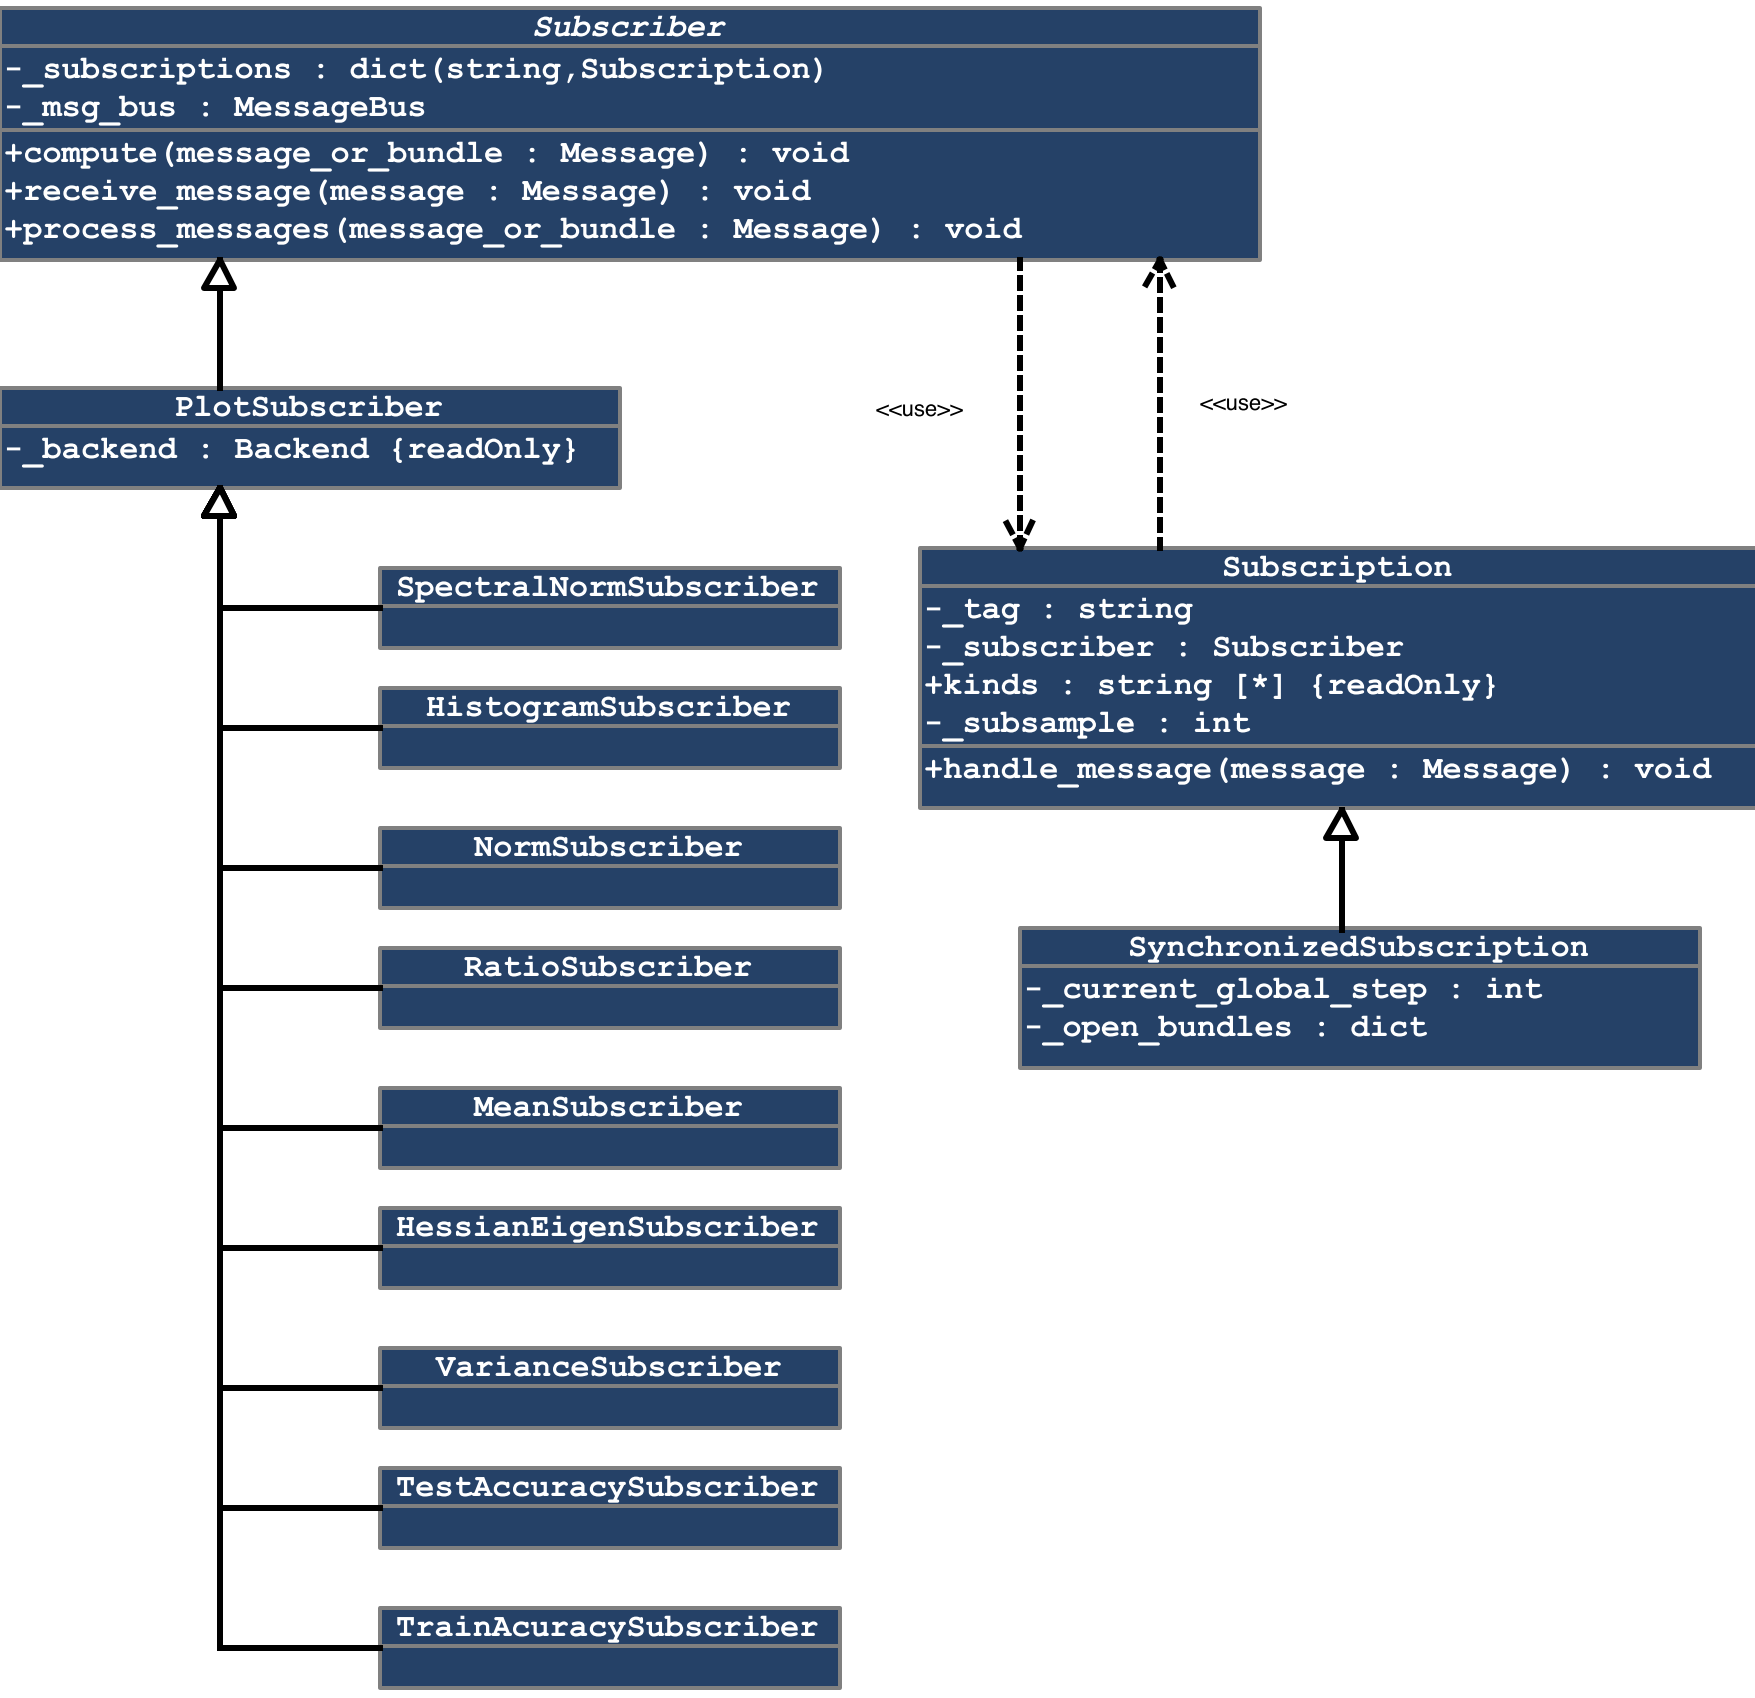 Subscriber
-_subscriptions : dict(string,Subscription)
-_msg_bus : MessageBus
+compute(message_or_bundle : Message) : void
+receive_message(message : Message) : void
+process_messages(message_or_bundle : Message) : void
<<use>>
<<use>>
PlotSubscriber
-_backend : Backend {readOnly}
SpectralNormSubscriber
HistogramSubscriber
NormSubscriber
RatioSubscriber
MeanSubscriber
HessianEigenSubscriber
VarianceSubscriber
TestAccuracySubscriber
TrainAcuracySubscriber
Subscription
-_tag : string
-_subscriber : Subscriber
+kinds : string [*] {readOnly}
-_subsample : int
+handle_message(message : Message) : void
SynchronizedSubscription
-_current_global_step : int
-_open_bundles : dict